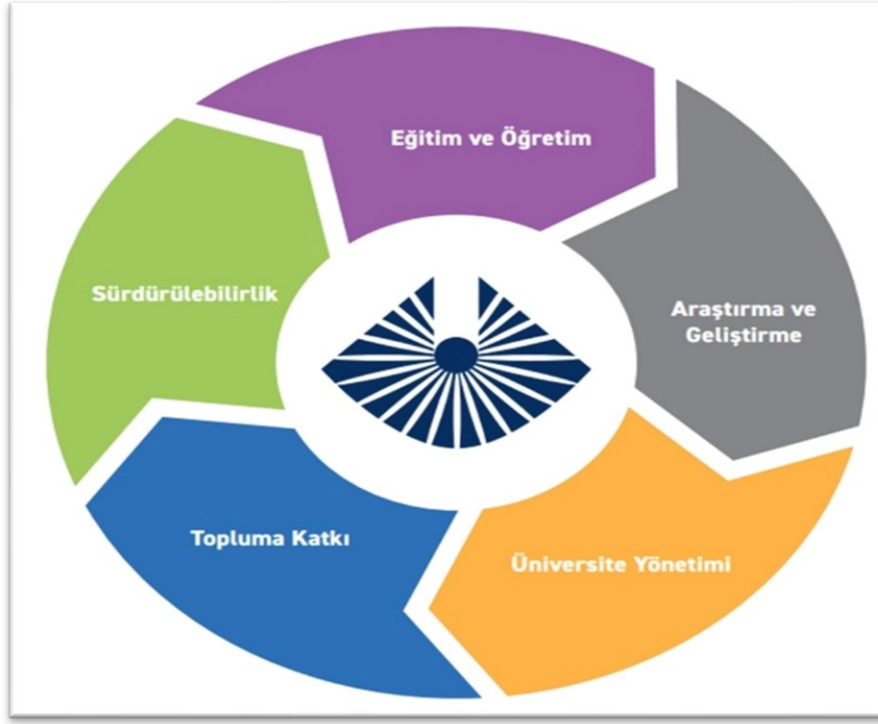 Eğitim ve Öğretim
Araştırma ve
Geliştirme
Üniversite Yönetimi
Topluma Katkı
Sürdürülebilirlik